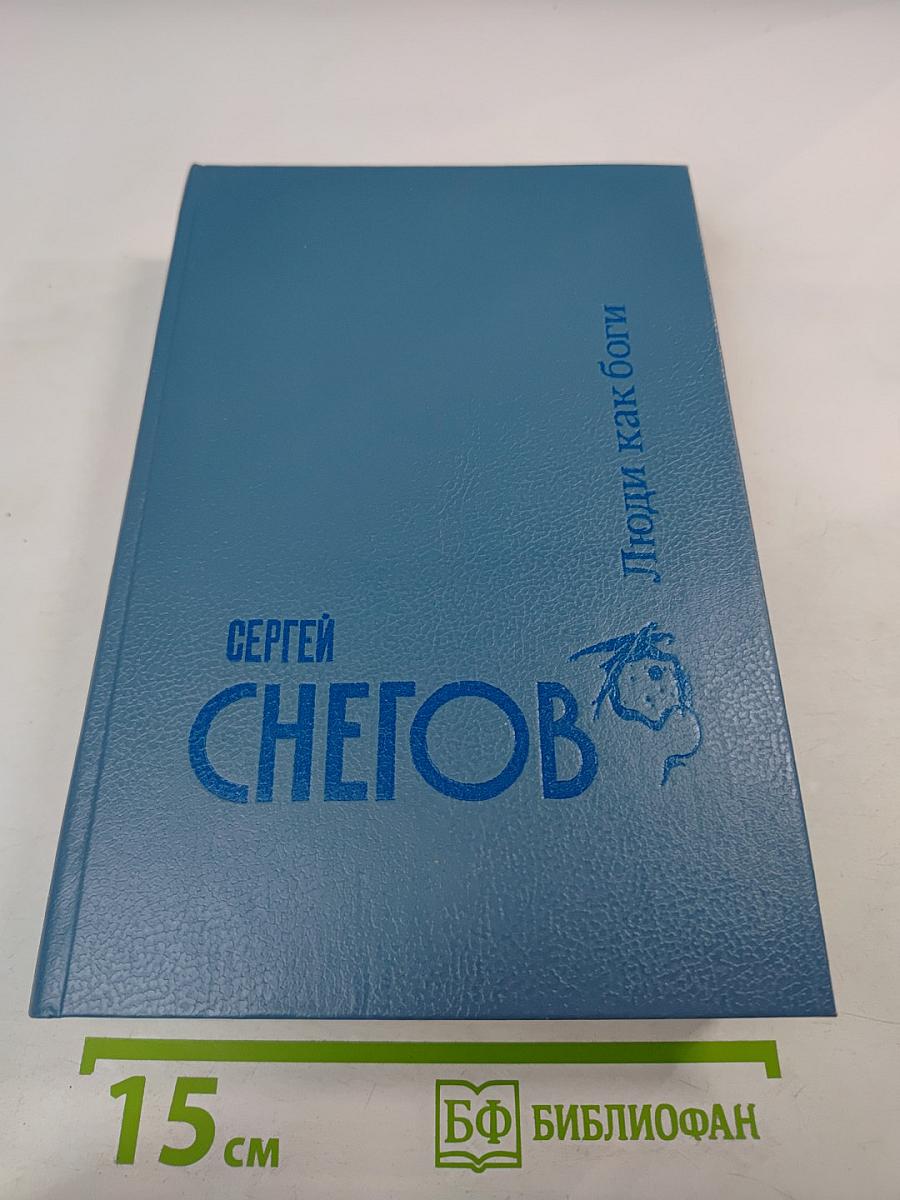 Люди как боги
СЕРГЕЙ
СНЕГОВ
15 см
БФ БИБЛИОФАН